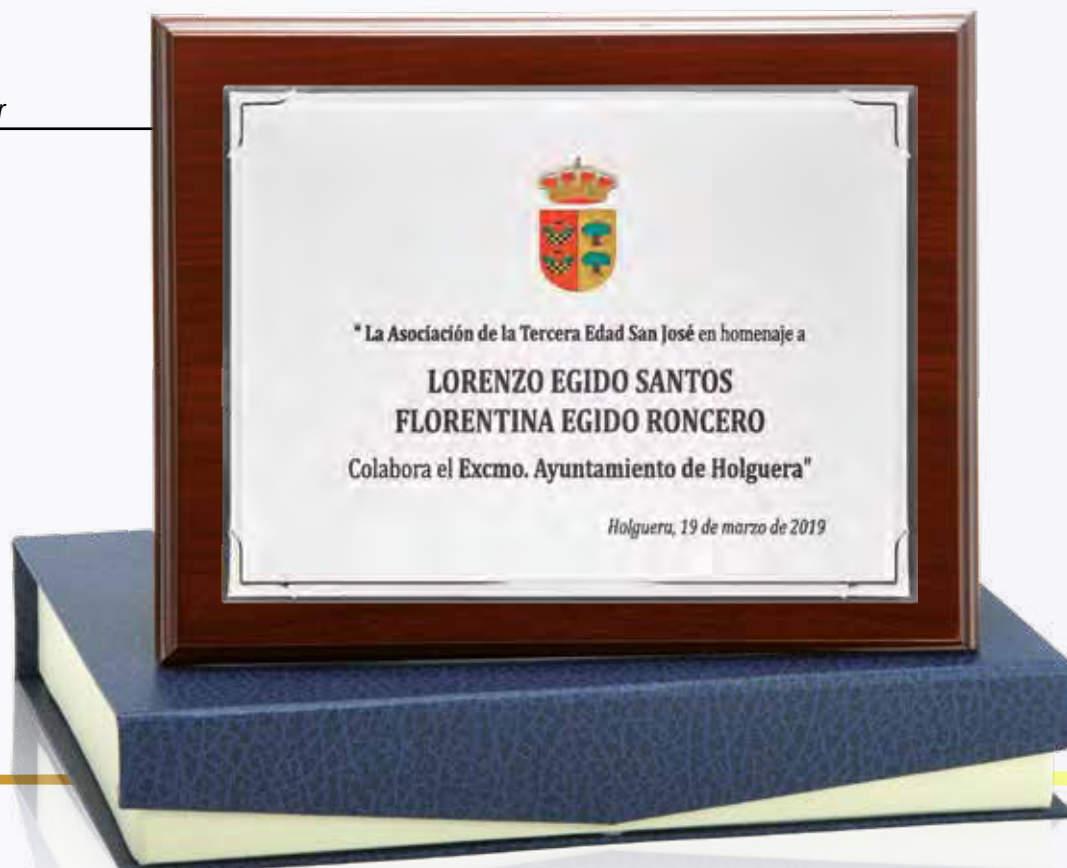 r
" La Asociación de la Tercera Edad San José en homenaje a
LORENZO EGIDO SANTOS
FLORENTINA EGIDO RONCERO
Colabora el Excmo. Ayuntamiento de Holguera"
Holguera, 19 de marzo de 2019